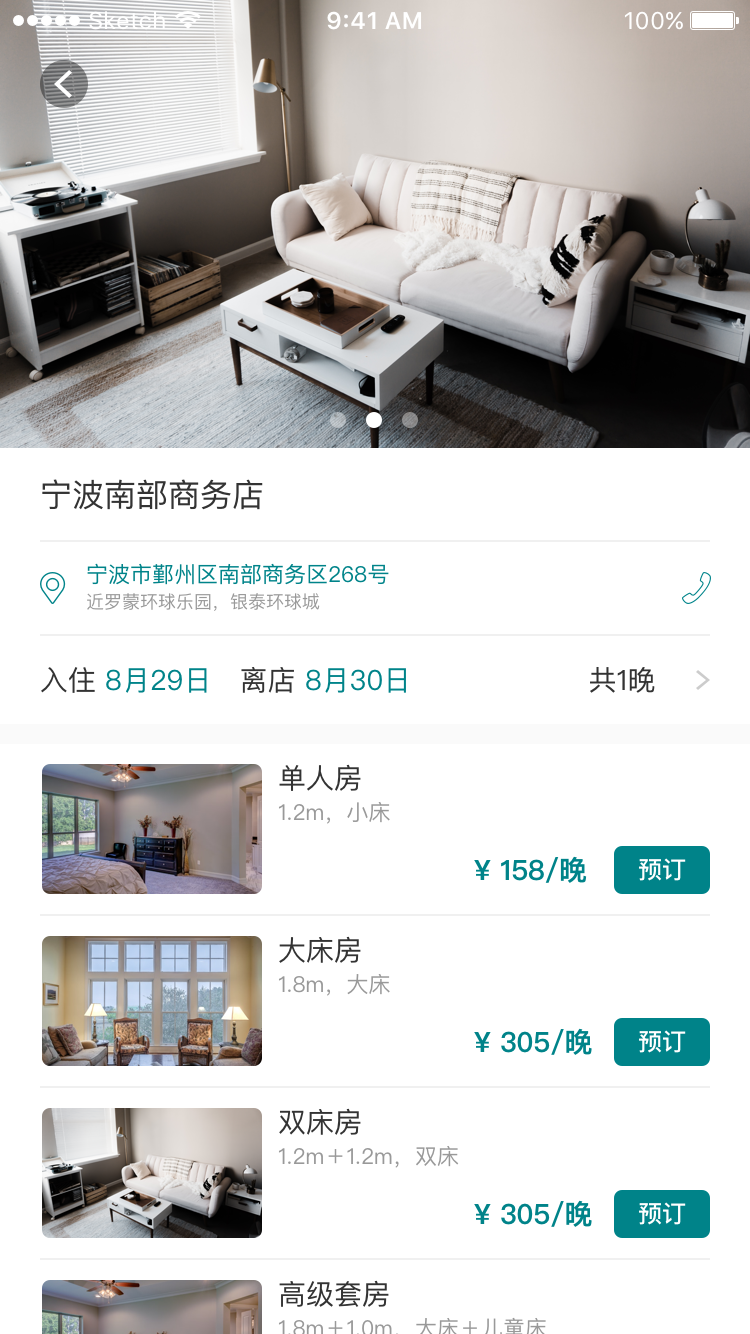 Sketch 9:41 AM 100%
宁波南部商务店
宁波市鄞州区南部商务区268号
近罗蒙环球乐园，银泰环球城
入住 8月29日 离店 8月30日 共1晚
单人房
1.2m，小床
¥ 158/晚 预订
大床房
1.8m，大床
¥ 305/晚 预订
双床房
1.2m＋1.2m，双床
¥ 305/晚 预订
高级套房
1.8m＋1.0m，大床＋儿童床